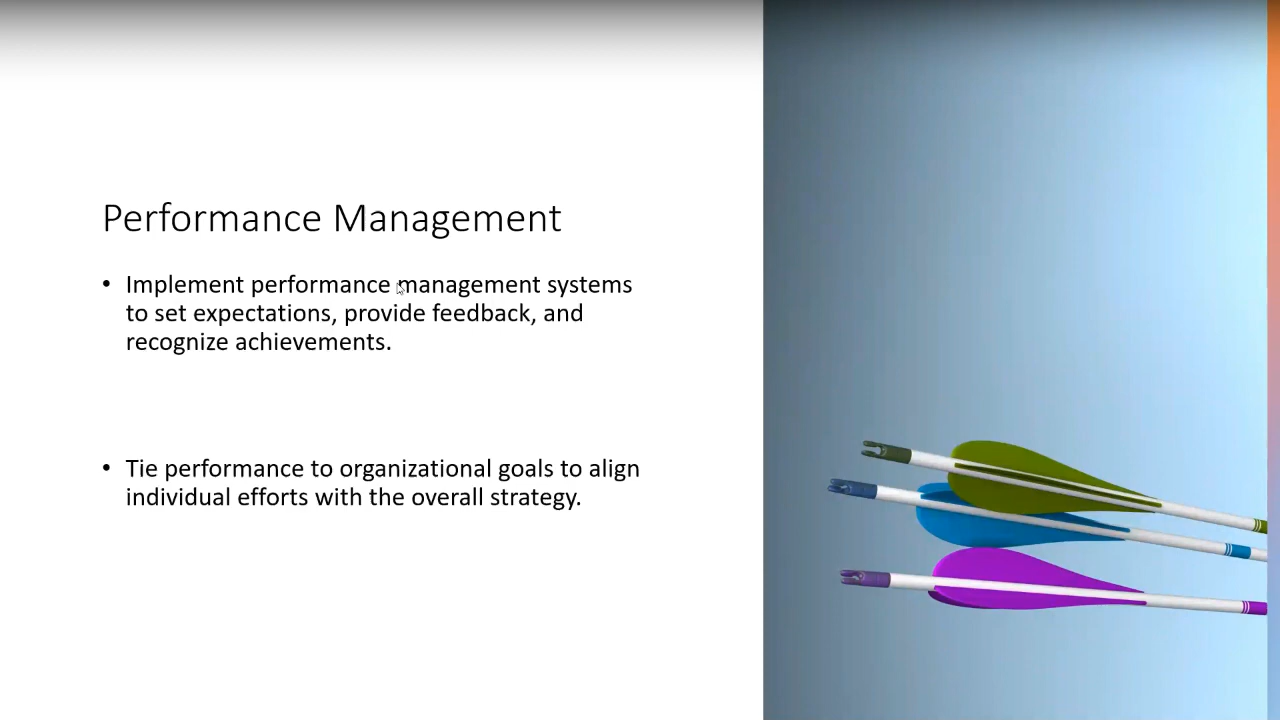 Performance Management
• Implement performance management systems
to set expectations, provide feedback, and
recognize achievements.
• Tie performance to organizational goals to align
individual efforts with the overall strategy.